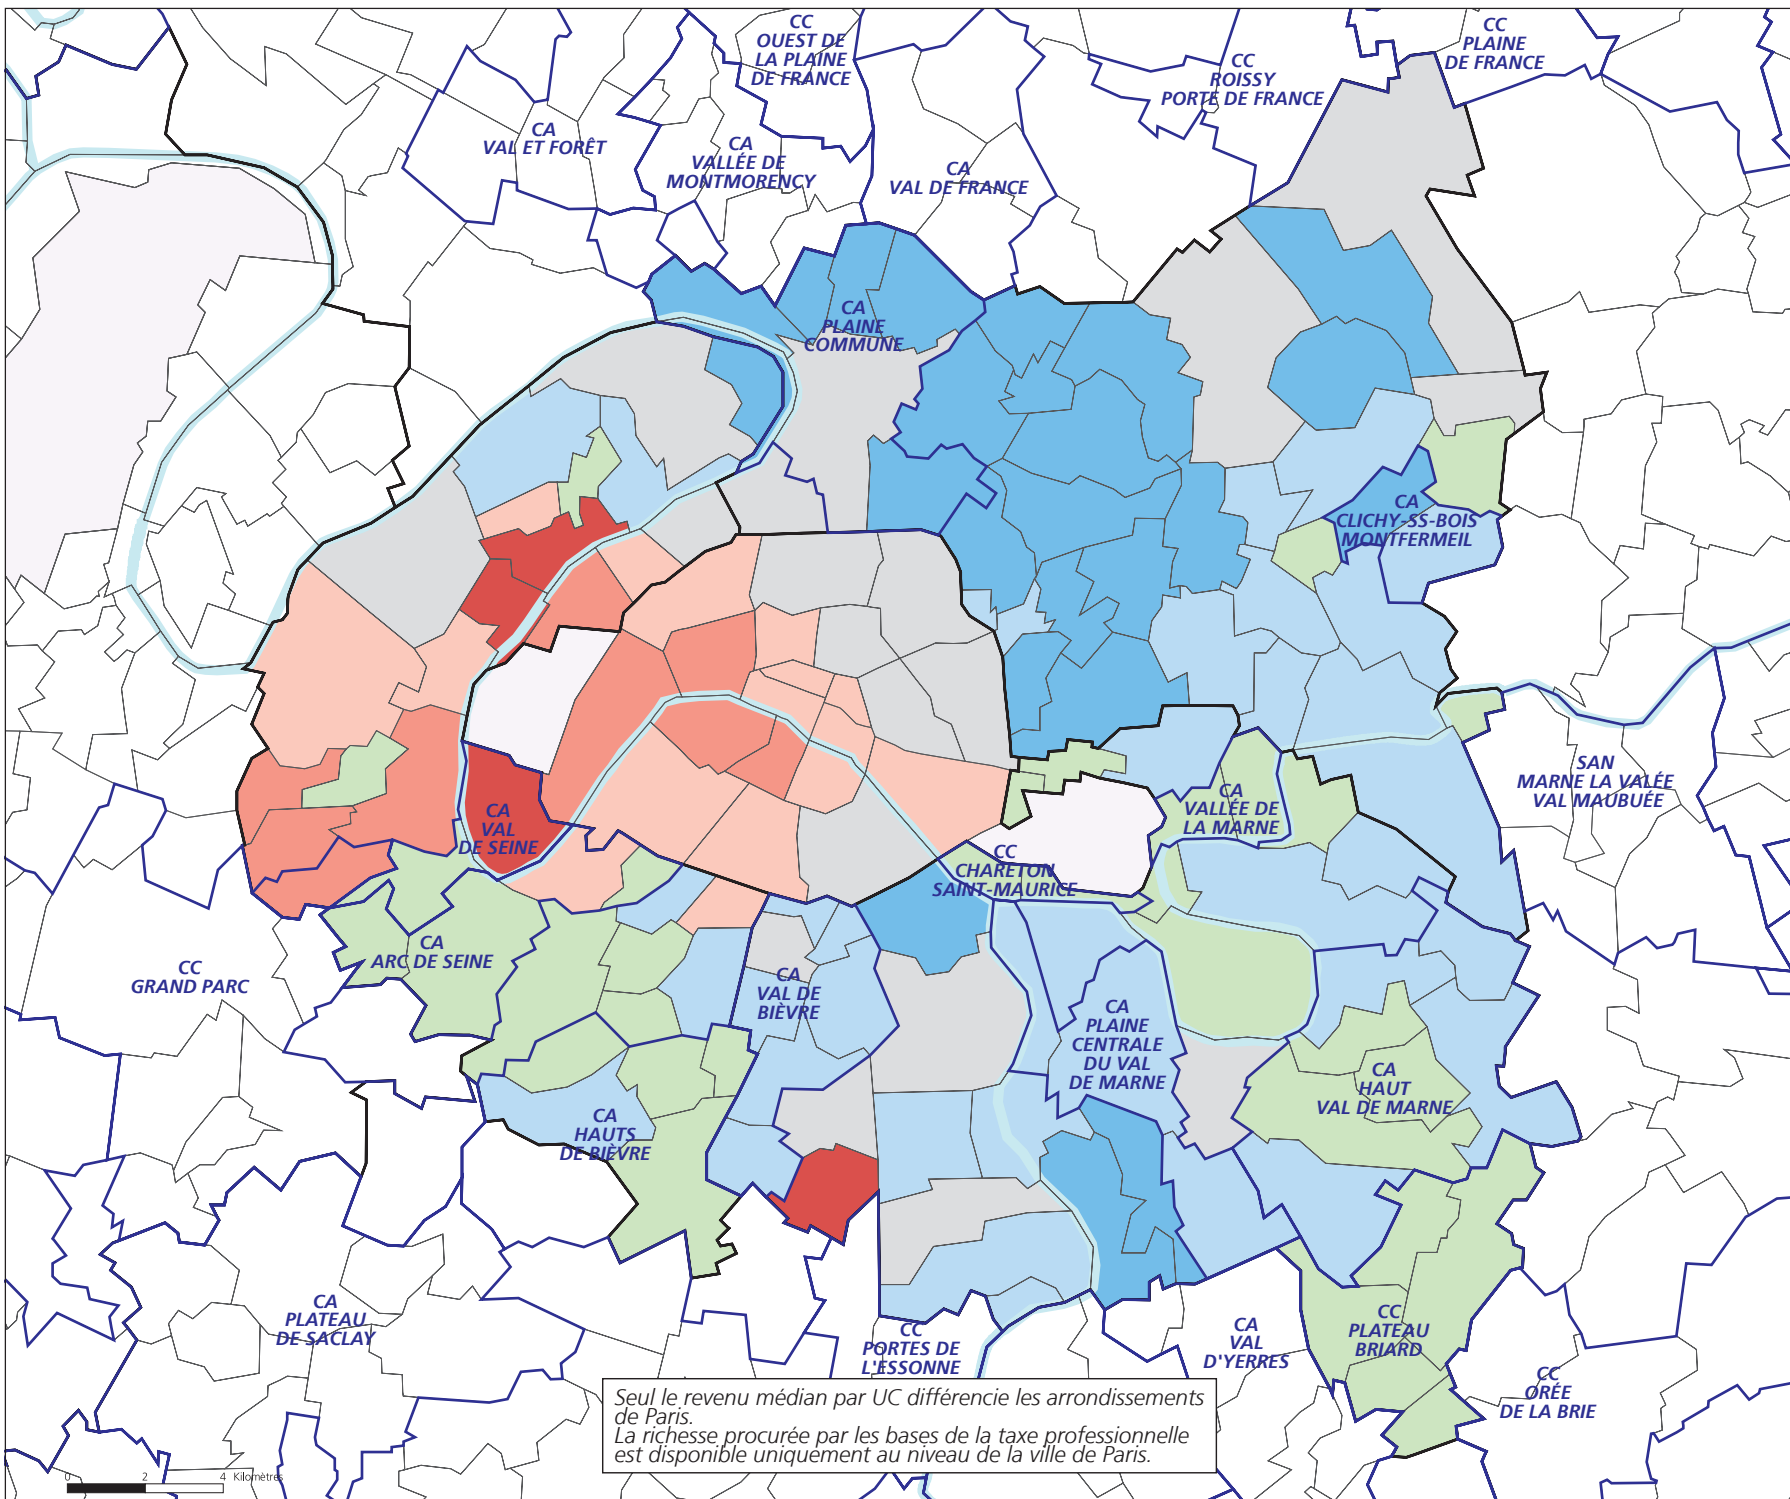 CC
OUEST DE
LA PLAINE
DE FRANCE
CC
PLAINE
DE FRANCE
CC
ROISSY
PORTE DE FRANCE
CA
VAL ET FORÊT
CA
VALLÉE DE
MONTMORENCY
CA
VAL DE FRANCE
CA
PLAINE
COMMUNE
CA
CLICHY-SS-BOIS
MONTFERMEIL
SAN
MARNE LA VALÉE
VAL MAUBUÉE
CA
VALLÉE DE
LA MARNE
CA
VAL
DE SEINE
CC
CHARETON
SAINT-MAURICE
CA
ARC DE SEINE
CC
GRAND PARC
CA
VAL DE
BIÈVRE
CA
PLAINE
CENTRALE
DU VAL
DE MARNE
CA
HAUT
VAL DE MARNE
CA
HAUTS
DE BIÈVRE
CA
PLATEAU
DE SACLAY
CC
PORTES DE
L'ESSONNE
CA
VAL
D'YERRES
CC
PLATEAU
BRIARD
CC
ORÉE
DE LA BRIE
Seul le revenu médian par UC différencie les arrondissements
de Paris.
La richesse procurée par les bases de la taxe professionnelle
est disponible uniquement au niveau de la ville de Paris.
0 2 4 Kilomètres